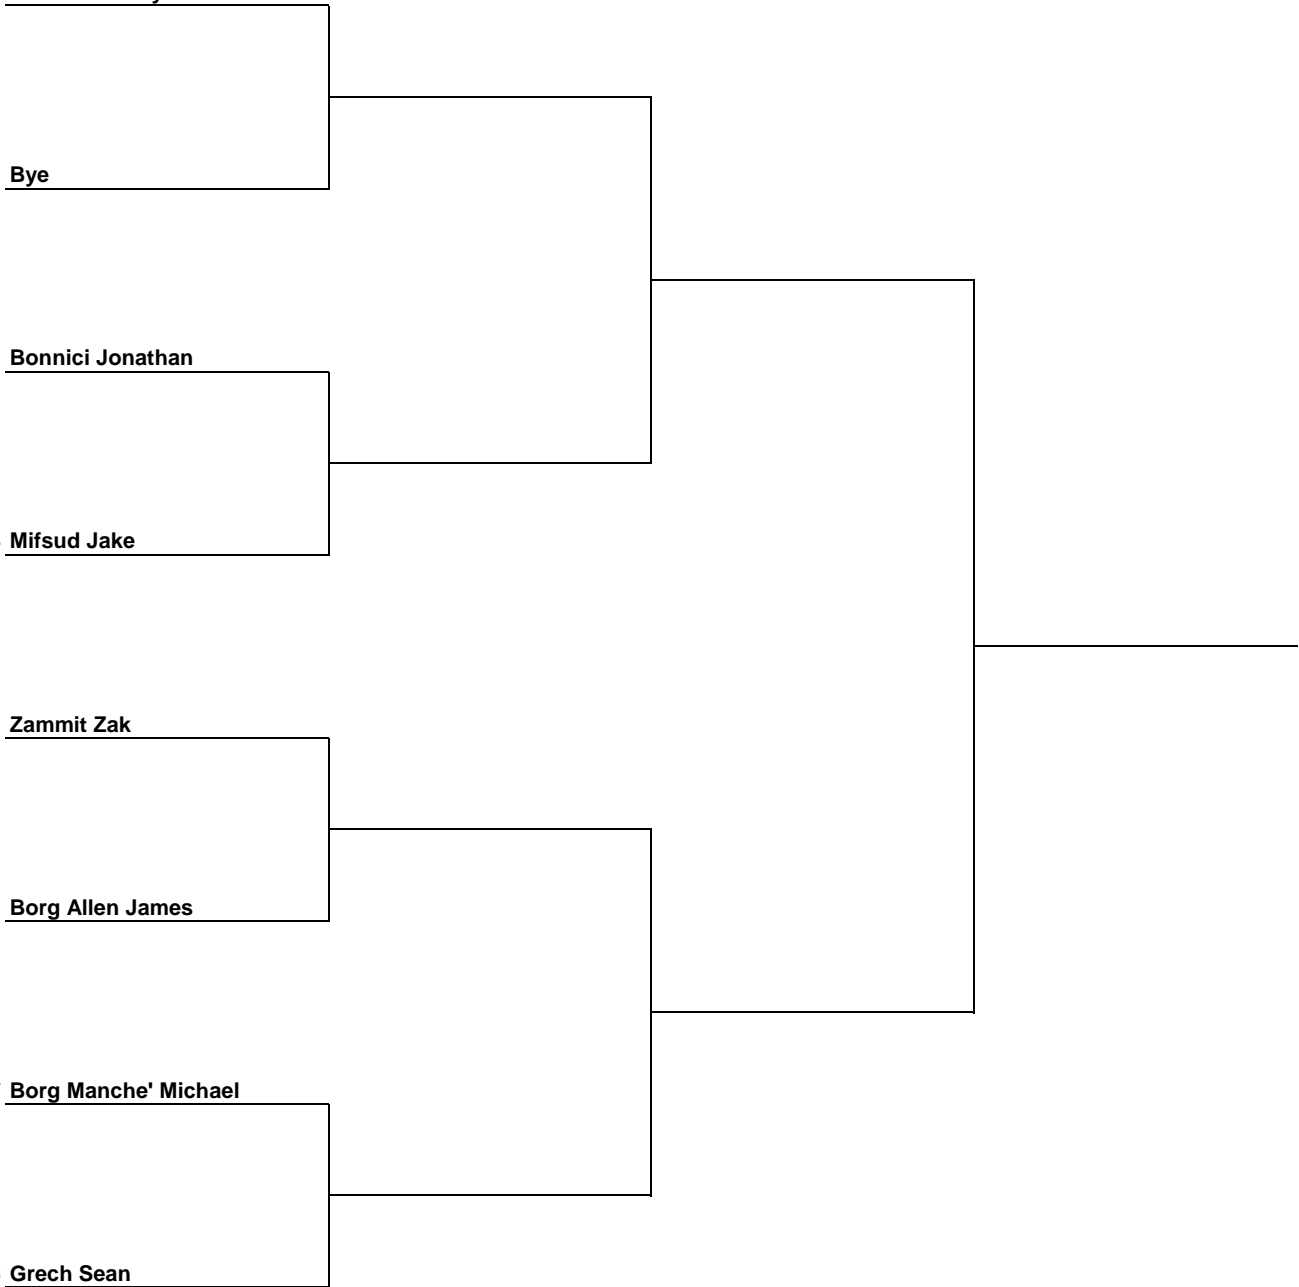 Bye
Bonnici Jonathan
Mifsud Jake
Zammit Zak
Borg Allen James
Borg Manche' Michael
Grech Sean